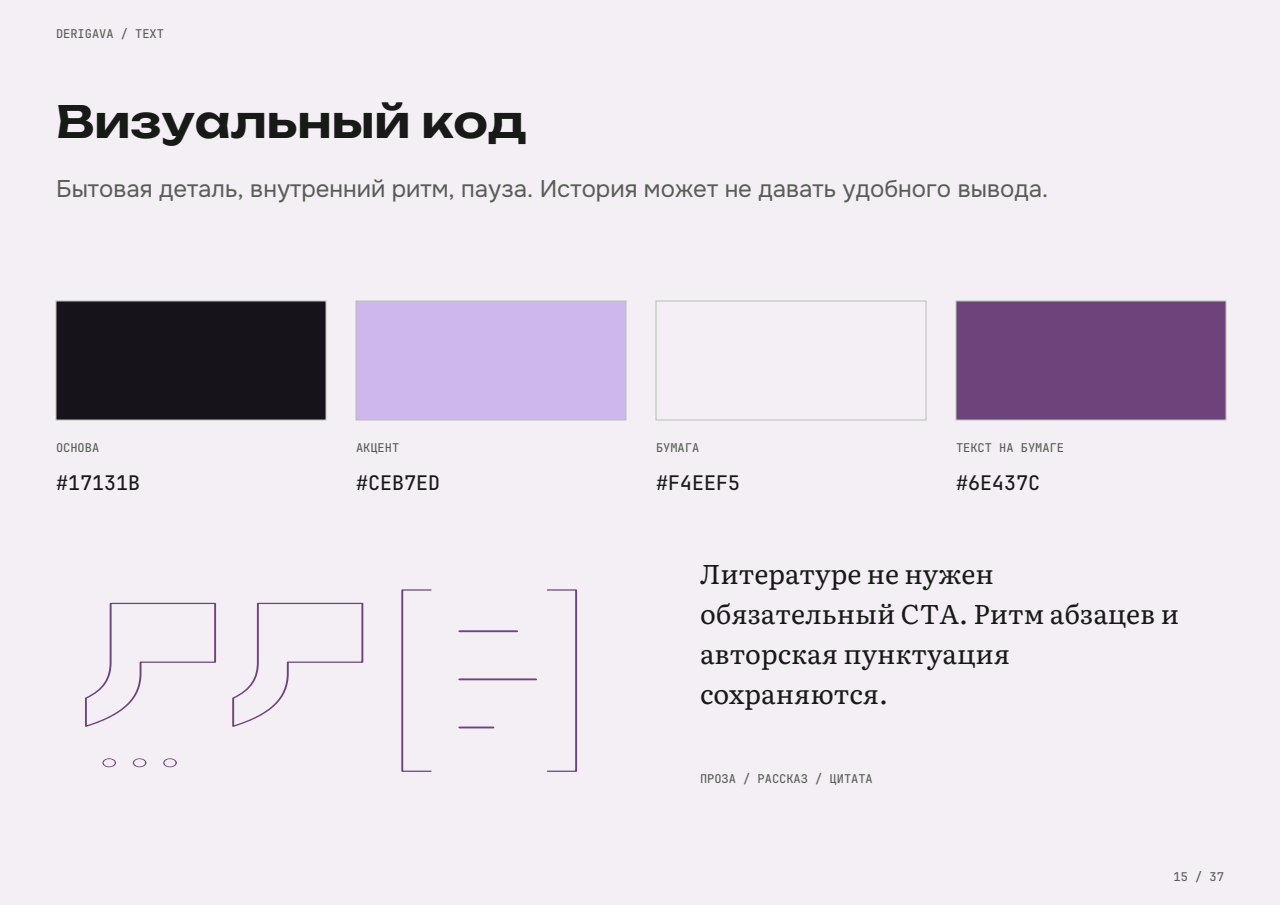 DERIGAVA / TEXT
Визуальный код
Бытовая деталь, внутренний ритм, пауза. История может не давать удобного вывода.
ОСНОВА
#17131B
АКЦЕНТ
#CEB7ED
БУМАГА
#F4EEF5
ТЕКСТ НА БУМАГЕ
#6E437C
Литературе не нужен
обязательный CTA. Ритм абзацев и
авторская пунктуация
сохраняются.
ПРОЗА / РАССКАЗ / ЦИТАТА
15 / 37